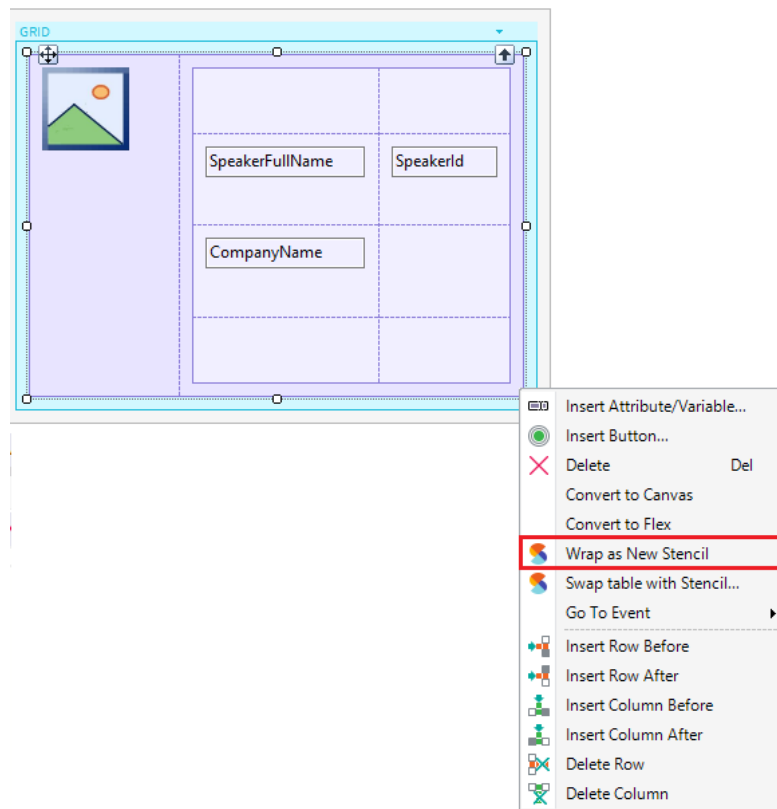 GRID
SpeakerFullName
SpeakerId
CompanyName
Insert Attribute/Variable...
Insert Button...
Delete Del
Convert to Canvas
Convert to Flex
Wrap as New Stencil
Swap table with Stencil...
Go To Event
Insert Row Before
Insert Row After
Insert Column Before
Insert Column After
Delete Row
Delete Column